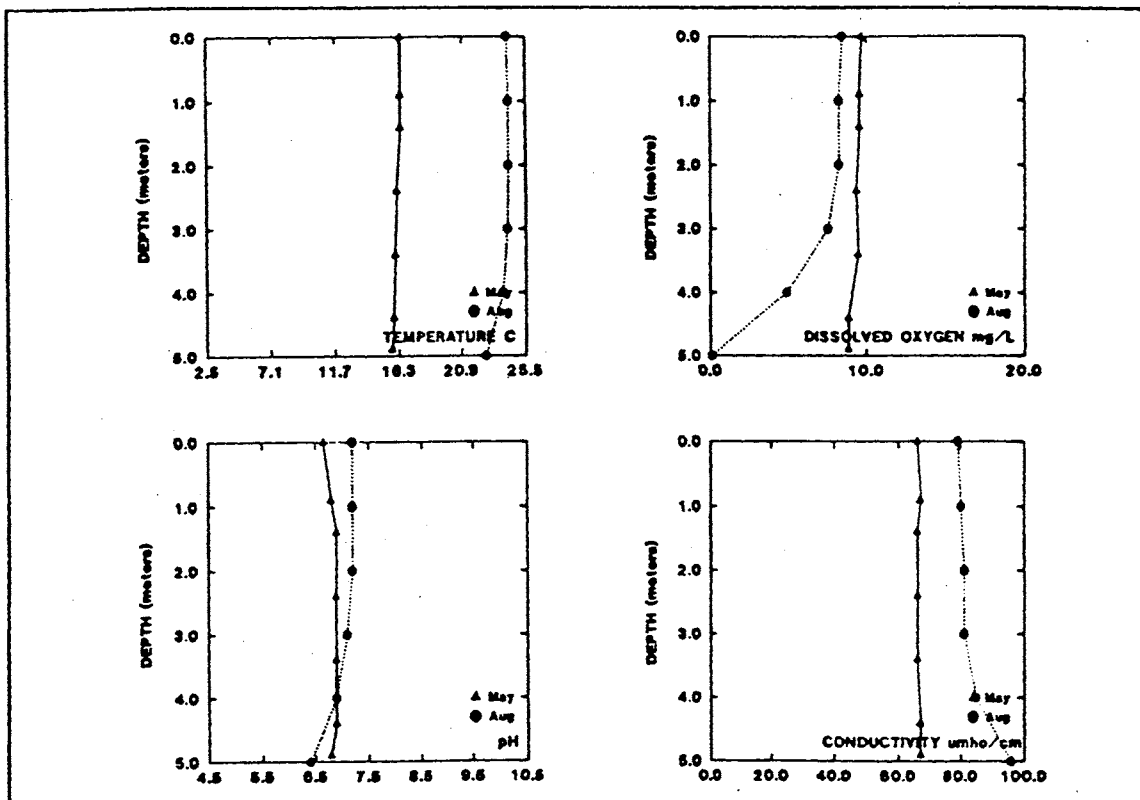 0.0
1.0
2.0
3.0
4.0
5.0
DEPTH (meters)
May
Aug
TEMPERATURE C
2.5 7.1 11.7 16.3 20.9 25.5
0.0
1.0
2.0
3.0
4.0
5.0
DEPTH (meters)
May
Aug
DISSOLVED OXYGEN mg/L
0.0 10.0 20.0
0.0
1.0
2.0
3.0
4.0
5.0
DEPTH (meters)
May
Aug
pH
4.5 5.5 6.5 7.5 8.5 9.5 10.5
0.0
1.0
2.0
3.0
4.0
5.0
DEPTH (meters)
May
Aug
CONDUCTIVITY umho/cm
0.0 20.0 40.0 60.0 80.0 100.0